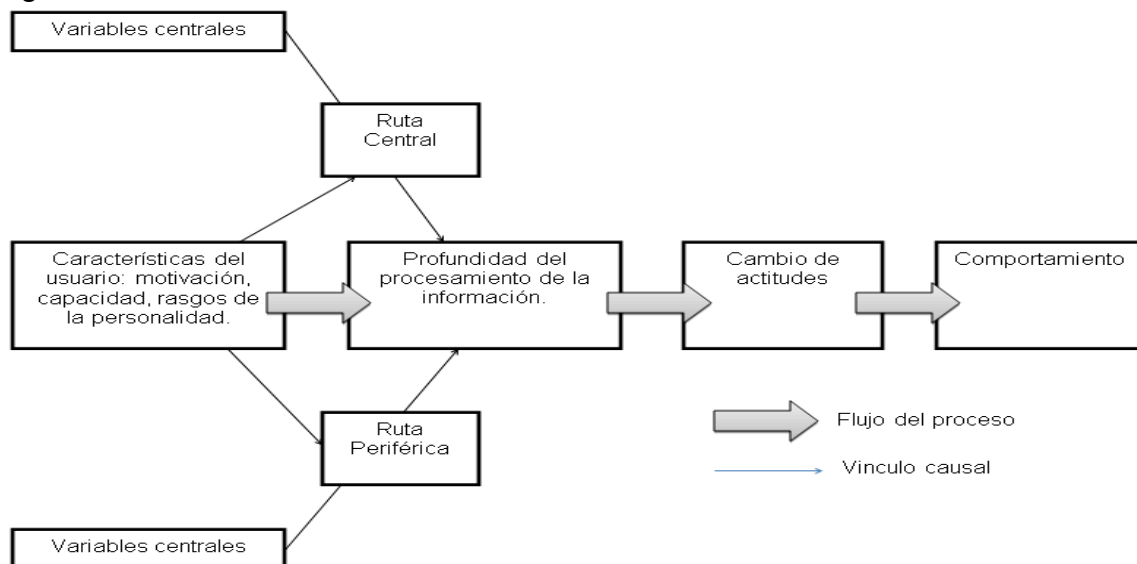 Variables centrales
Ruta
Central
Características del
usuario: motivación,
capacidad, rasgos de
la personalidad.
Profundidad del
procesamiento de la
información.
Cambio de
actitudes
Comportamiento
Ruta
Periférica
Flujo del proceso
Vinculo causal
Variables centrales